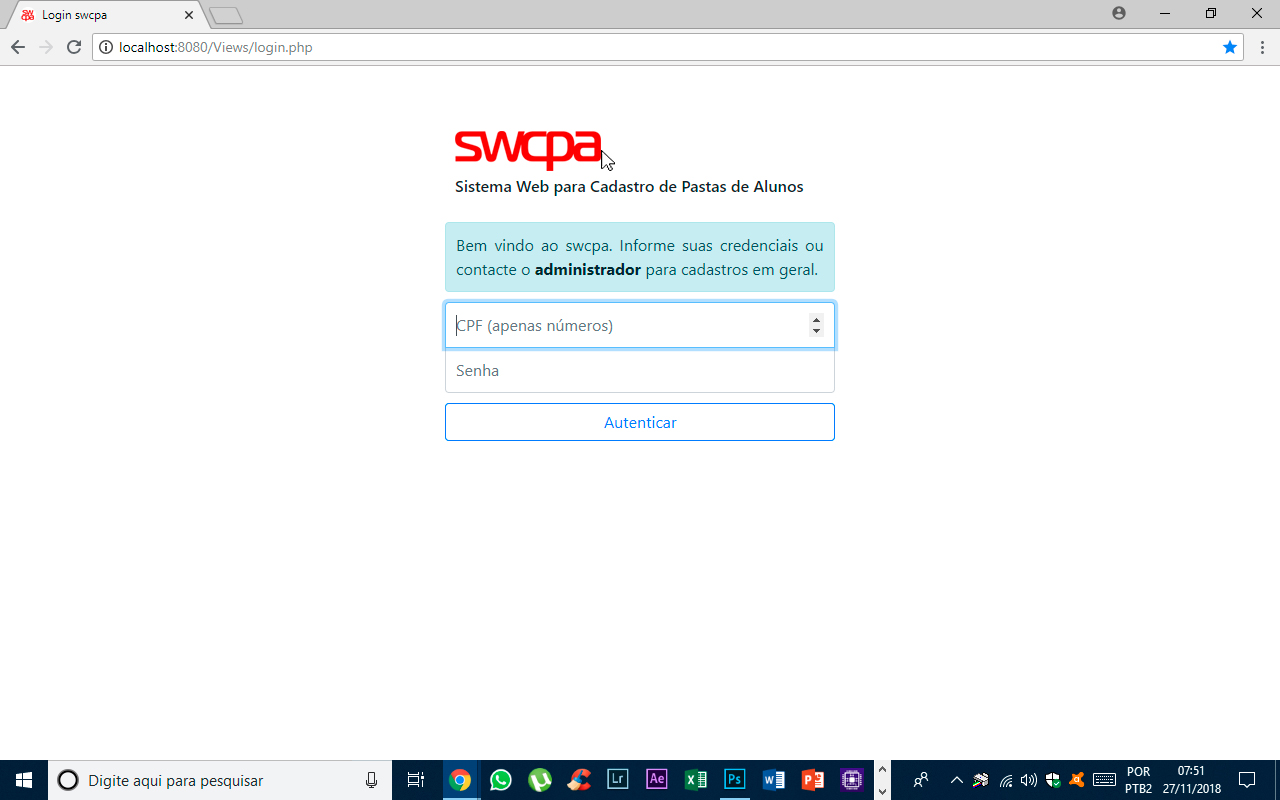 Login swcpa
localhost:8080/Views/login.php
swcpa
Sistema Web para Cadastro de Pastas de Alunos
Bem vindo ao swcpa. Informe suas credenciais ou
contacte o administrador para cadastros em geral.
CPF (apenas números)
Senha
Autenticar
Digite aqui para pesquisar
Lr
Ae
Ps
POR
PTB2
07:51
27/11/2018